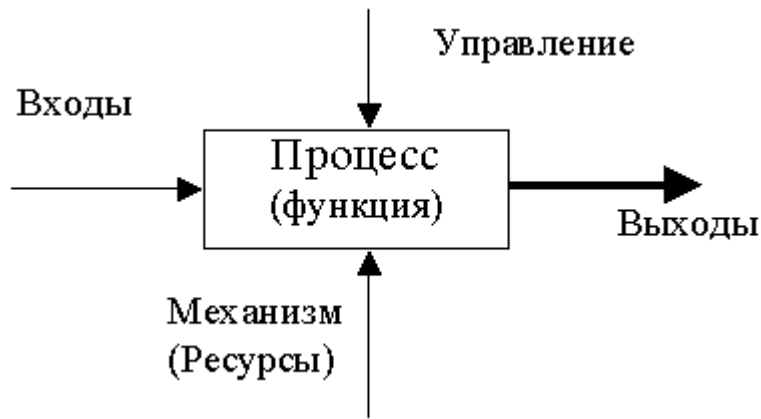 Управление
Входы
Процесс
(функция)
Выходы
Механизм
(Ресурсы)